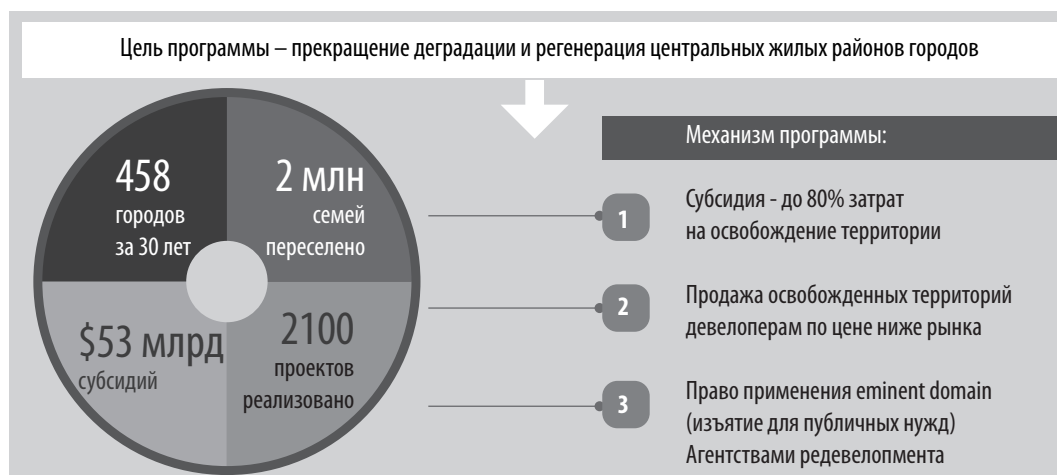 Цель программы – прекращение деградации и регенерация центральных жилых районов городов
458
городов
за 30 лет
2 млн
семей
переселено
$53 млрд
субсидий
2100
проектов
реализовано
Механизм программы:
1
Субсидия - до 80% затрат
на освобождение территории
2
Продажа освобожденных территорий
девелоперам по цене ниже рынка
3
Право применения eminent domain
(изъятие для публичных нужд)
Агентствами редевелопмента